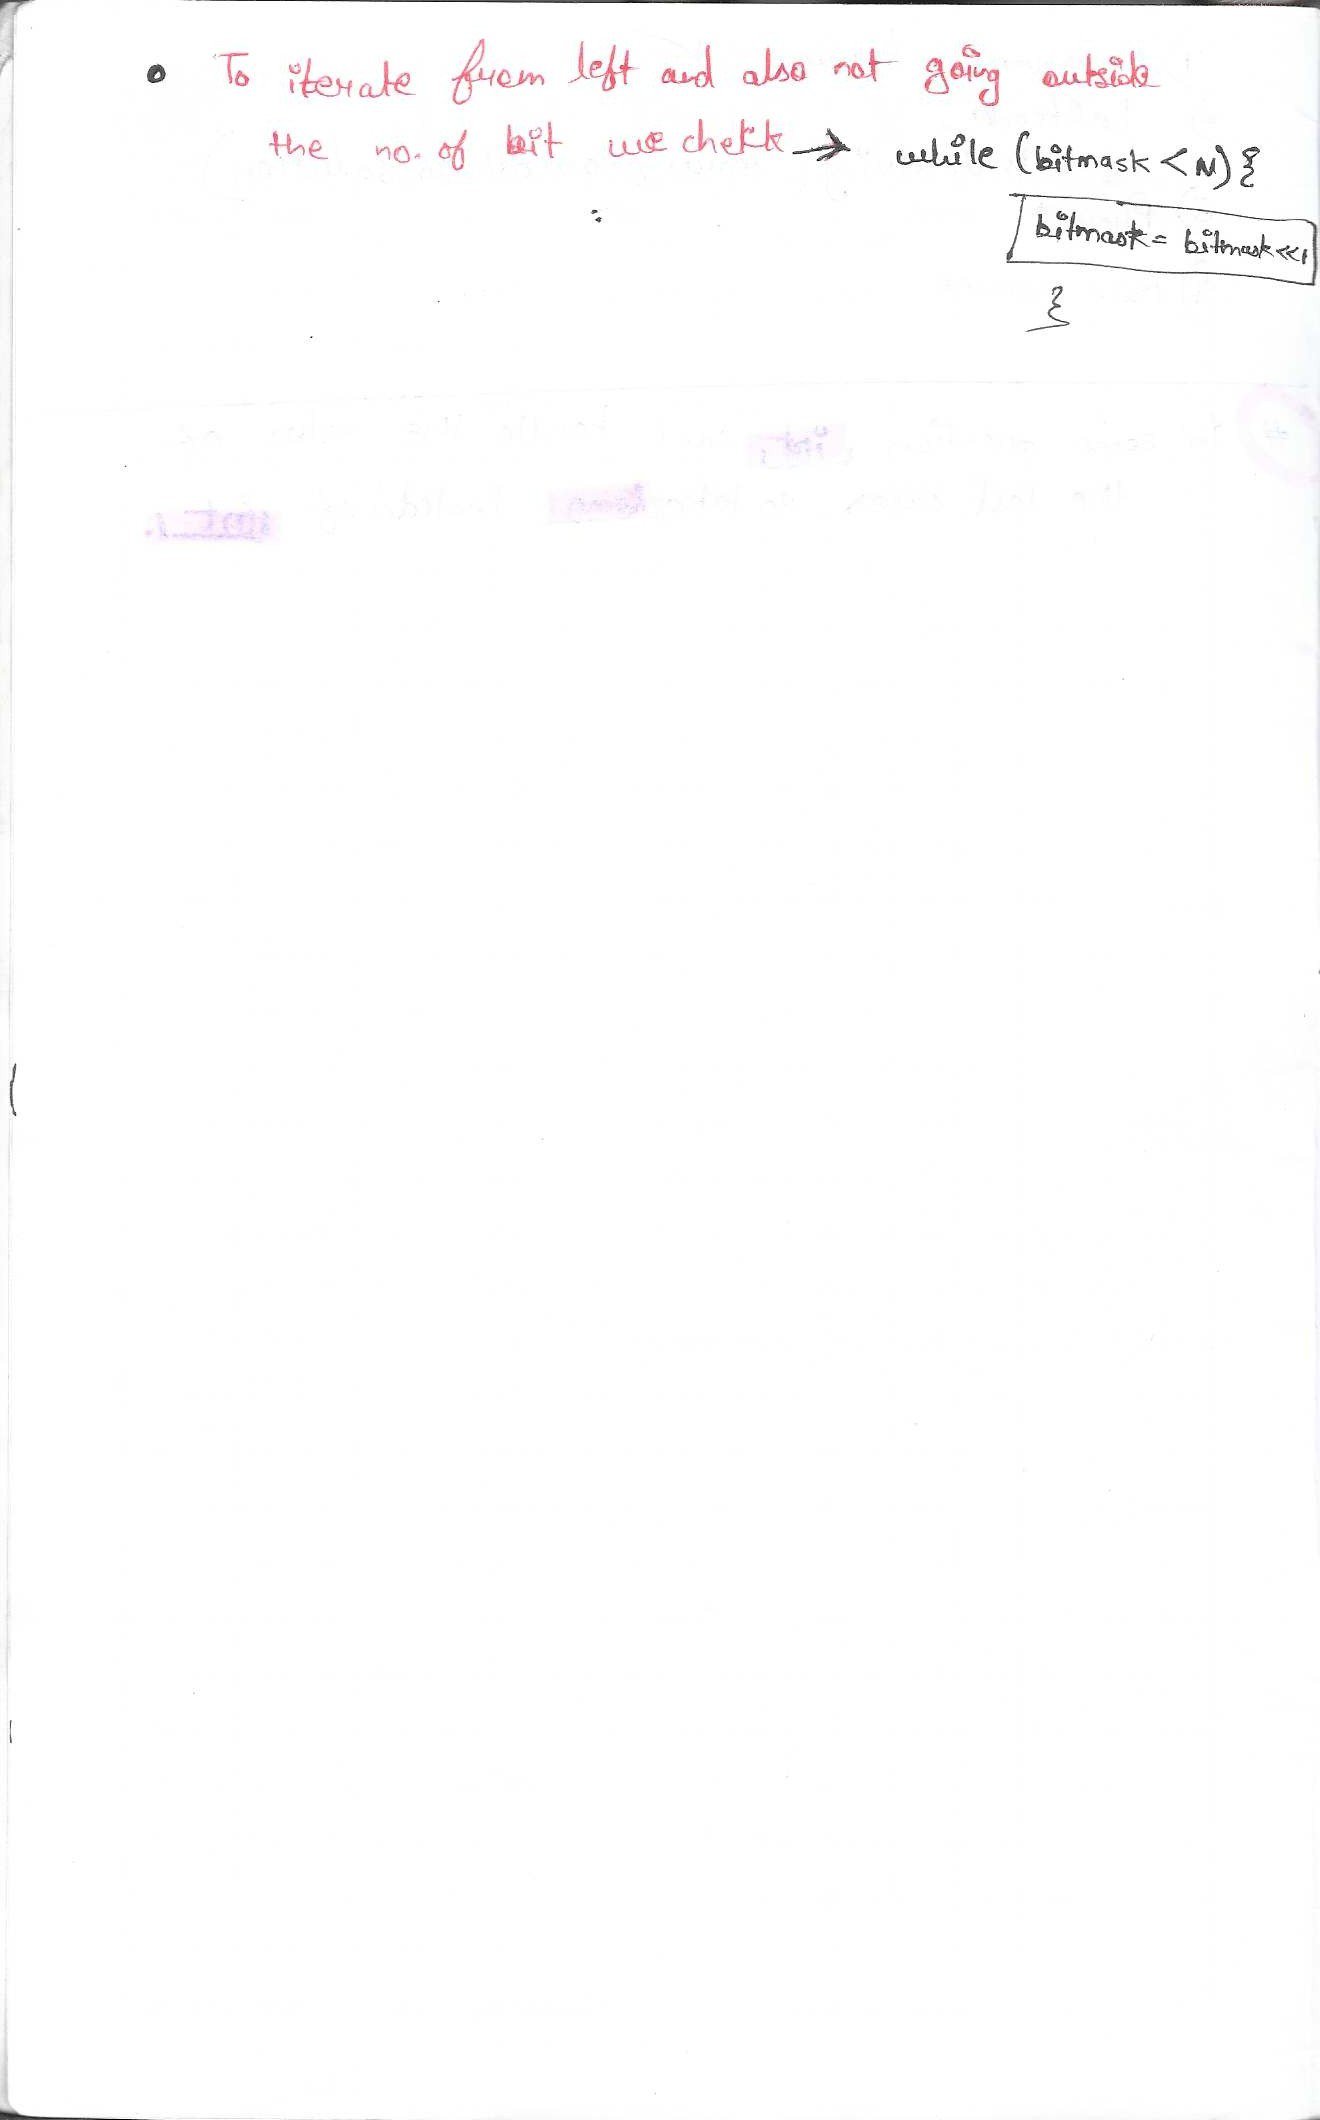 To iterate from left and also not going outside
the no. of bit we chekk → while (bitmask < N) {
bitmask = bitmask <<1
}